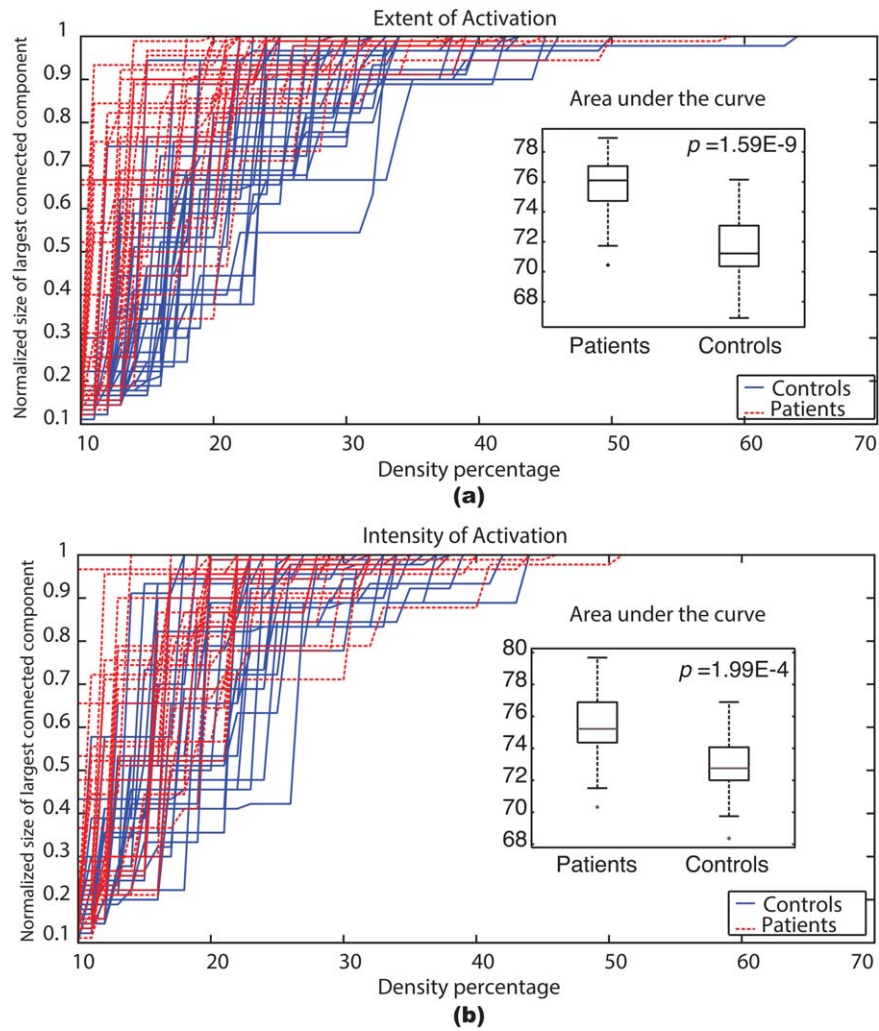 Extent of Activation
Normalized size of largest connected component
1
0.9
0.8
0.7
0.6
0.5
0.4
0.3
0.2
0.1
10 20 30 40 50 60 70
Density percentage
Area under the curve
p =1.59E-9
78
76
74
72
70
68
Patients Controls
Controls
Patients
(a)
Intensity of Activation
Normalized size of largest connected component
1
0.9
0.8
0.7
0.6
0.5
0.4
0.3
0.2
0.1
10 20 30 40 50 60 70
Density percentage
Area under the curve
p =1.99E-4
80
78
76
74
72
70
68
Patients Controls
Controls
Patients
(b)